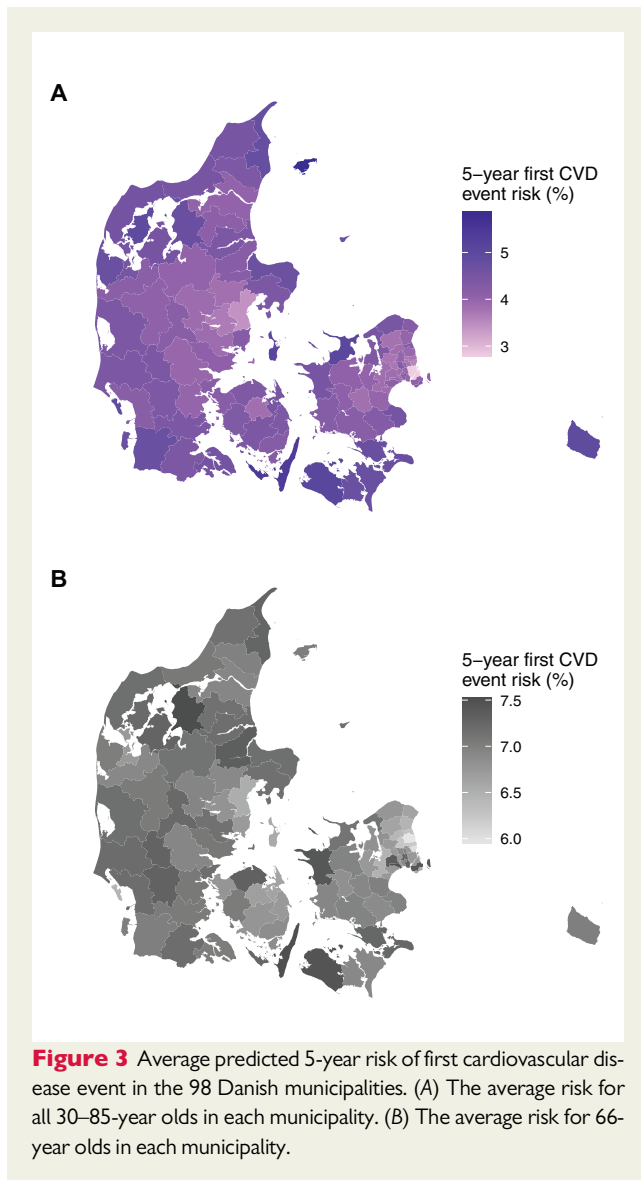 A
5–year first CVD
event risk (%)
5
4
3
B
5–year first CVD
event risk (%)
7.5
7.0
6.5
6.0
Figure 3 Average predicted 5-year risk of first cardiovascular dis-
ease event in the 98 Danish municipalities. (A) The average risk for
all 30–85-year olds in each municipality. (B) The average risk for 66-
year olds in each municipality.